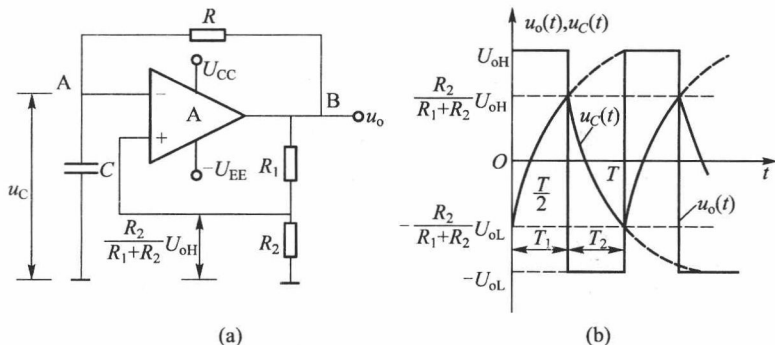 R
A
U_CC
−
A
+
B
u_o
C
−U_EE
R_1
u_C
R_2/(R_1+R_2) U_oH
R_2
(a)
u_o(t),u_C(t)
U_oH
R_2/(R_1+R_2) U_oH
u_C(t)
O
T/2
T
t
−R_2/(R_1+R_2) U_oL
T_1
T_2
u_o(t)
−U_oL
(b)